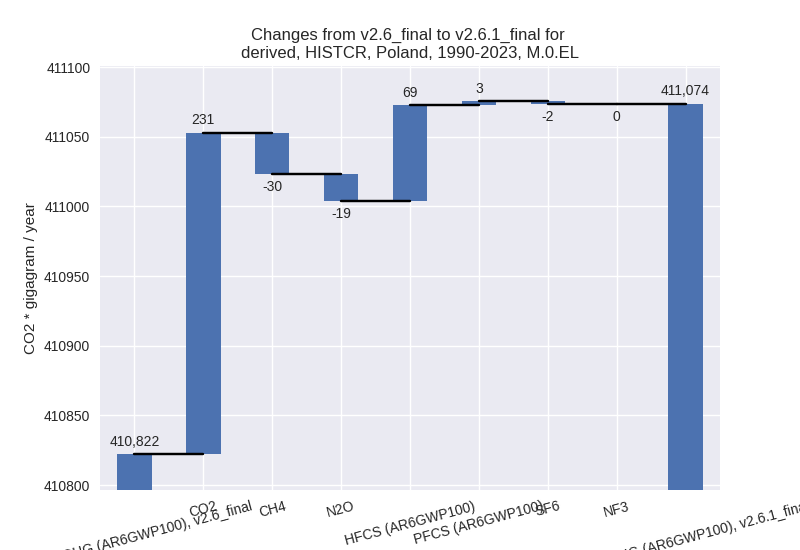 Changes from v2.6_final to v2.6.1_final for
derived, HISTCR, Poland, 1990-2023, M.0.EL
CO2 * gigagram / year
411100
411050
411000
410950
410900
410850
410800
410,822
231
-30
-19
69
3
-2
0
411,074
(AR6GWP100), v2.6_final
CO2
CH4
N2O
HFCS (AR6GWP100)
PFCS (AR6GWP100)
SF6
NF3
(AR6GWP100), v2.6.1_final